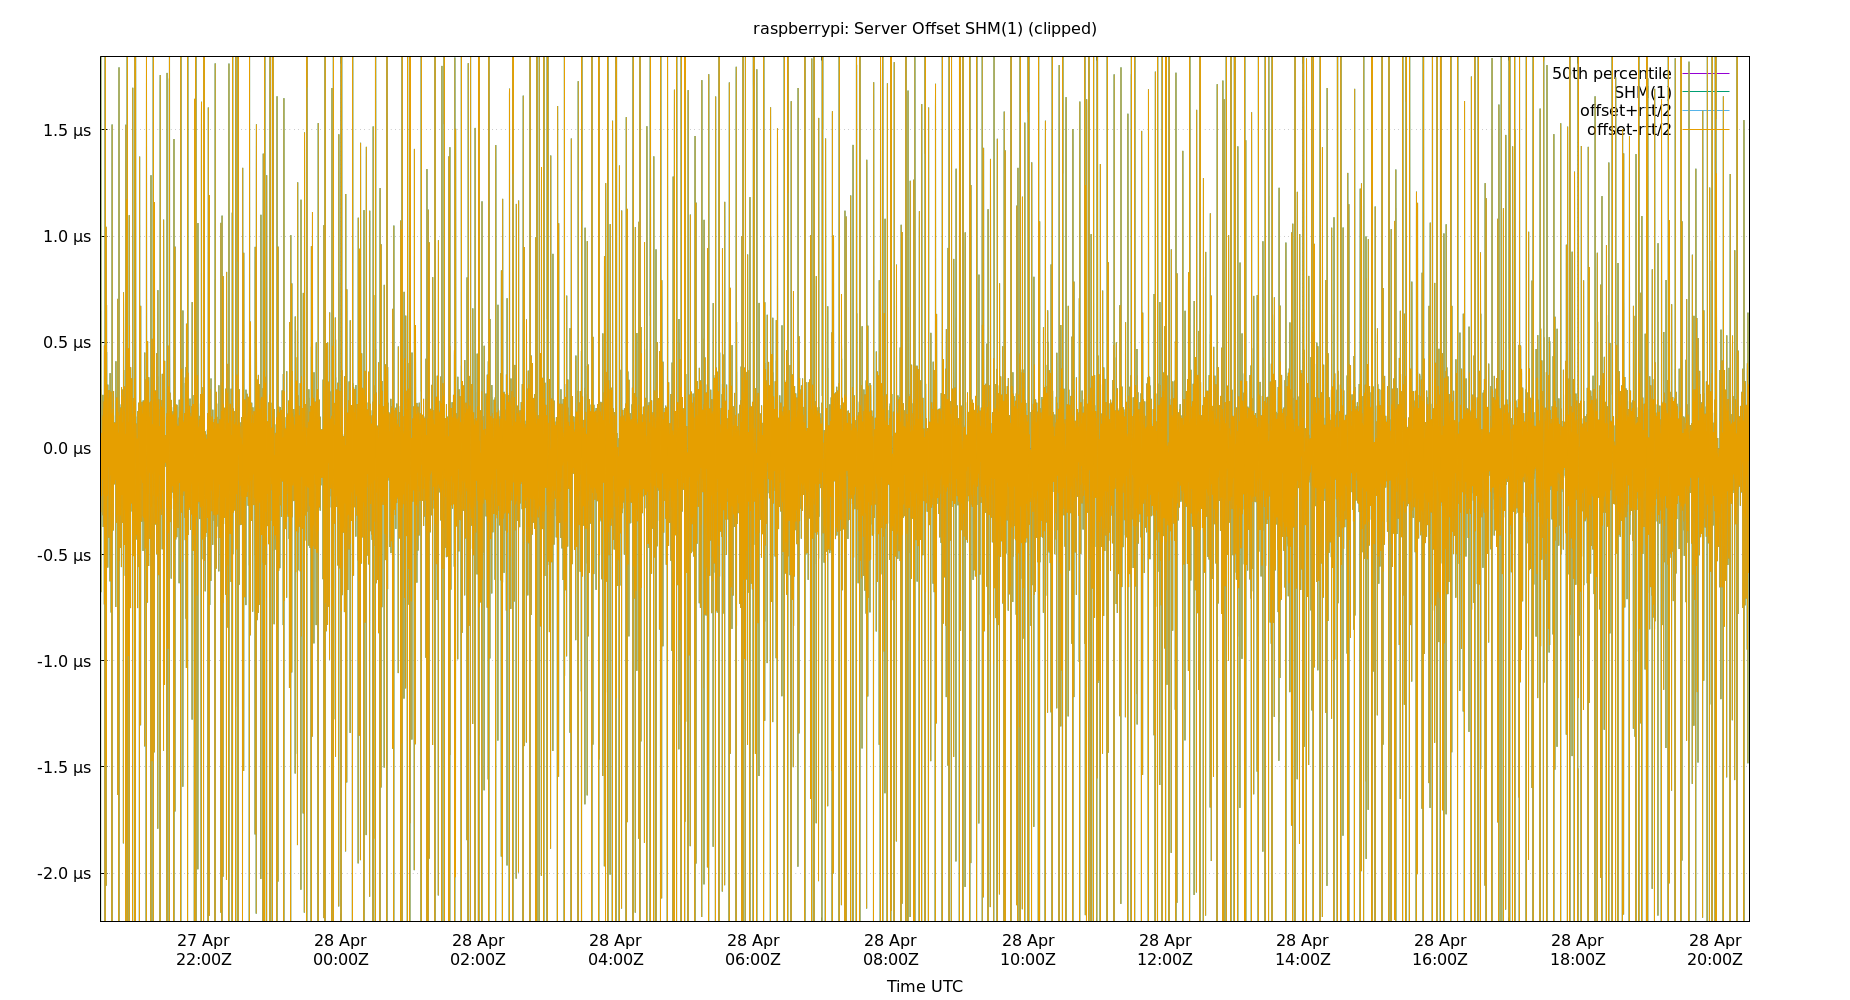 raspberrypi: Server Offset SHM(1) (clipped)
50th percentile
SHM(1)
offset+rtt/2
offset-rtt/2
1.5 µs
1.0 µs
0.5 µs
0.0 µs
-0.5 µs
-1.0 µs
-1.5 µs
-2.0 µs
27 Apr 28 Apr 28 Apr 28 Apr 28 Apr 28 Apr 28 Apr 28 Apr 28 Apr 28 Apr 28 Apr 28 Apr
22:00Z 00:00Z 02:00Z 04:00Z 06:00Z 08:00Z 10:00Z 12:00Z 14:00Z 16:00Z 18:00Z 20:00Z
Time UTC